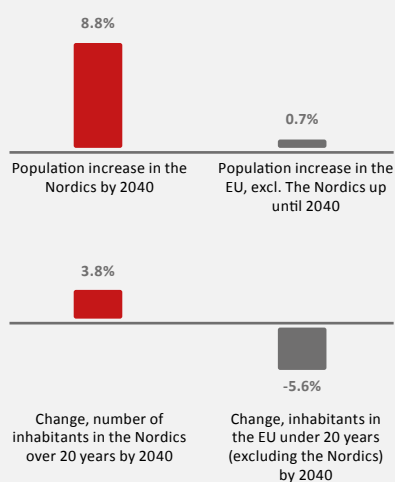 8.8%
0.7%
Population increase in the
Nordics by 2040
Population increase in the
EU, excl. The Nordics up
until 2040
3.8%
-5.6%
Change, number of
inhabitants in the Nordics
over 20 years by 2040
Change, inhabitants in
the EU under 20 years
(excluding the Nordics)
by 2040